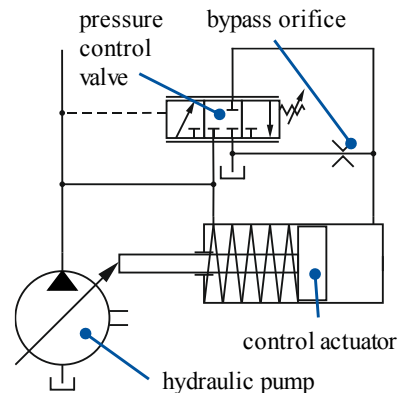 pressure
control
valve
bypass orifice
control actuator
hydraulic pump